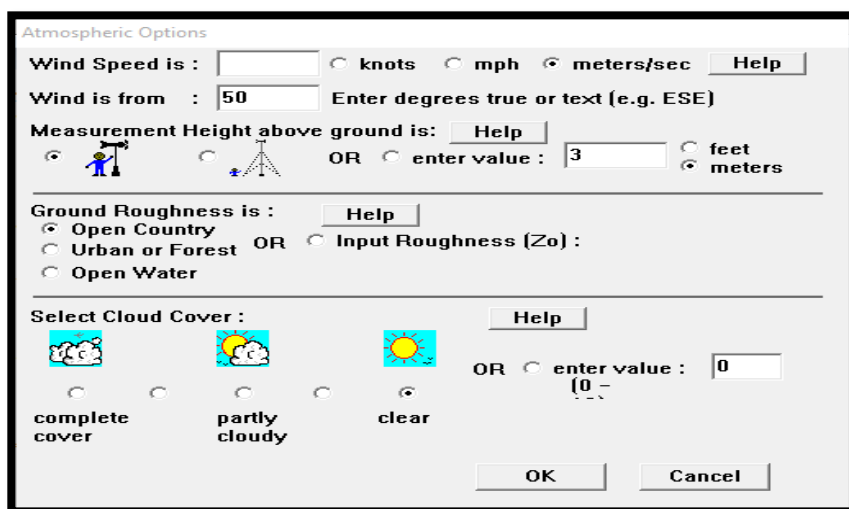 Atmospheric Options
Wind Speed is : knots mph meters/sec Help
Wind is from : 50 Enter degrees true or text (e.g. ESE)
Measurement Height above ground is: Help
OR enter value : 3 feet
meters
Ground Roughness is : Help
Open Country
Urban or Forest OR Input Roughness (Zo) :
Open Water
Select Cloud Cover : Help
OR enter value : 0
(0 –
complete partly clear
cover cloudy
OK Cancel